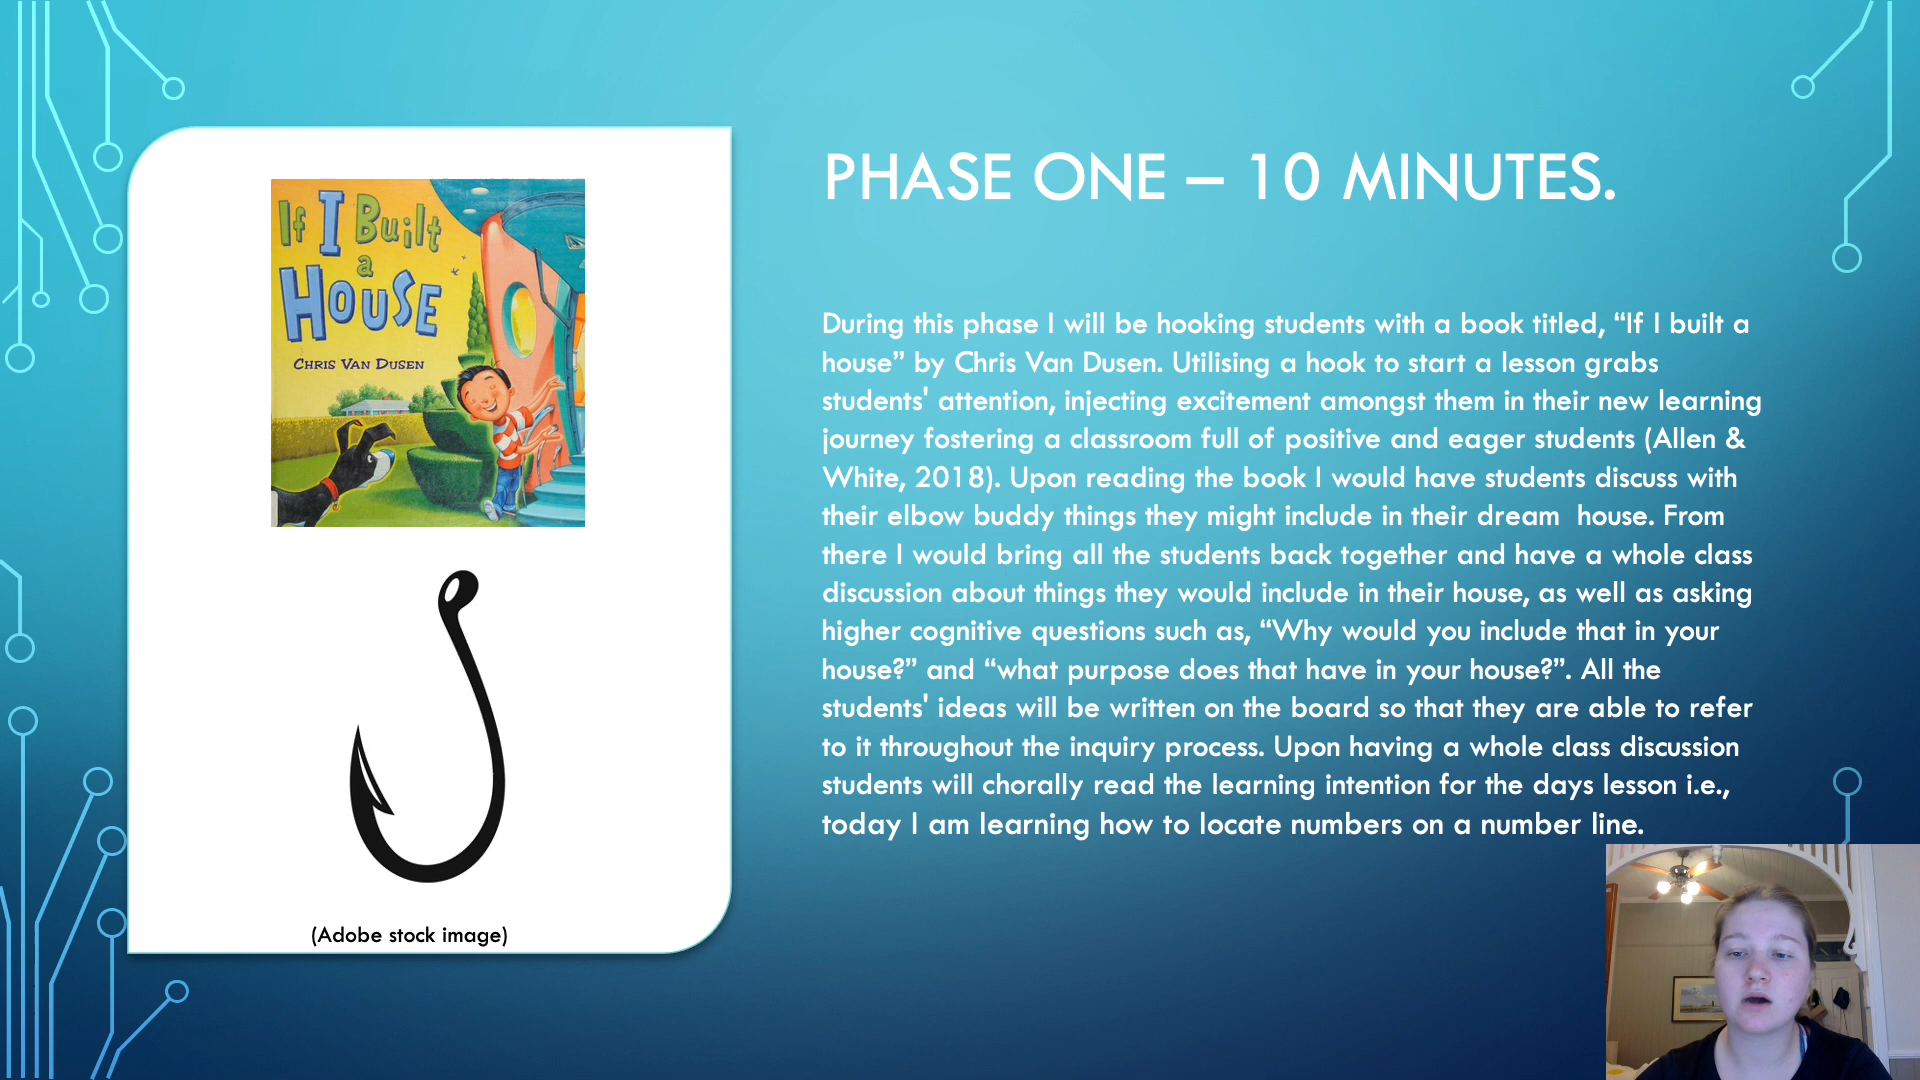 If I Built
a
House
Chris Van Dusen
(Adobe stock image)
PHASE ONE – 10 MINUTES.
During this phase I will be hooking students with a book titled, “If I built a
house” by Chris Van Dusen. Utilising a hook to start a lesson grabs
students' attention, injecting excitement amongst them in their new learning
journey fostering a classroom full of positive and eager students (Allen &
White, 2018). Upon reading the book I would have students discuss with
their elbow buddy things they might include in their dream  house. From
there I would bring all the students back together and have a whole class
discussion about things they would include in their house, as well as asking
higher cognitive questions such as, “Why would you include that in your
house?” and “what purpose does that have in your house?”. All the
students' ideas will be written on the board so that they are able to refer
to it throughout the inquiry process. Upon having a whole class discussion
students will chorally read the learning intention for the days lesson i.e.,
today I am learning how to locate numbers on a number line.